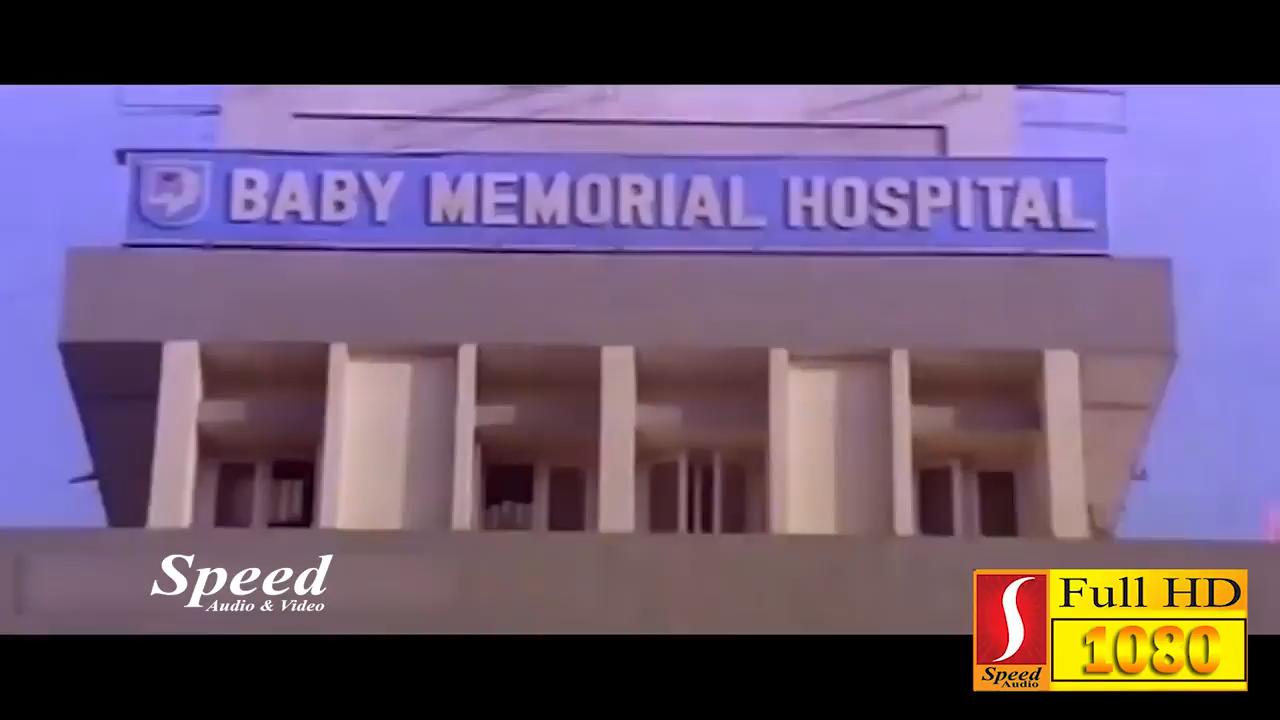 BABY MEMORIAL HOSPITAL
Speed
Audio & Video
S
Full HD
1080
Speed
Audio